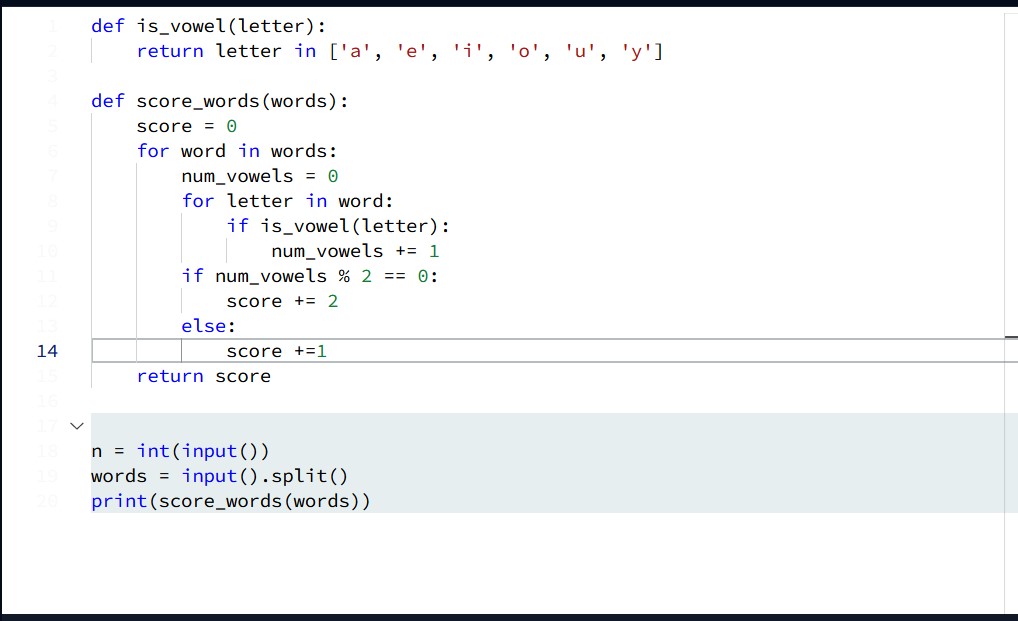 1 def is_vowel(letter):
2     return letter in ['a', 'e', 'i', 'o', 'u', 'y']
3
4 def score_words(words):
5     score = 0
6     for word in words:
7         num_vowels = 0
8         for letter in word:
9             if is_vowel(letter):
10                 num_vowels += 1
11         if num_vowels % 2 == 0:
12             score += 2
13         else:
14             score +=1
15     return score
16
17
18 n = int(input())
19 words = input().split()
20 print(score_words(words))